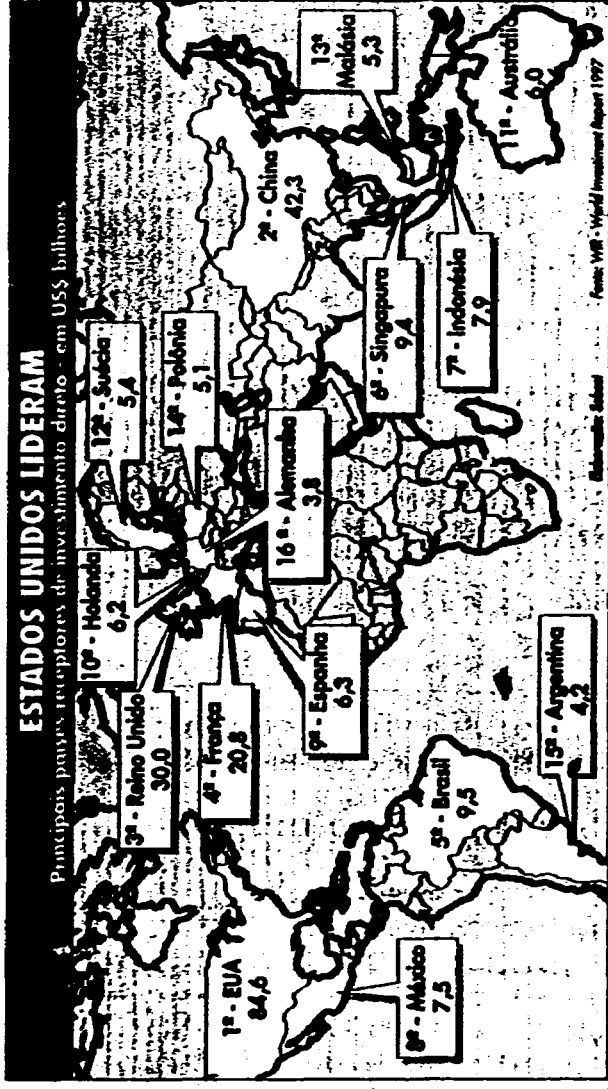 ESTADOS UNIDOS LIDERAM
Principais países receptores de investimento direto - em US$ bilhões
1º - EUA
84,6
2º - China
42,3
3º - Reino Unido
30,0
4º - França
20,8
5º - Brasil
9,5
6º - Singapura
9,4
7º - Indonésia
7,9
8º - México
7,5
9º - Espanha
6,3
10º - Holanda
6,2
11º - Austrália
6,0
12º - Suécia
5,4
13º
Malásia
5,3
14º - Polônia
5,1
15º - Argentina
4,2
16º - Alemanha
3,8
Fonte: WIR - World Investment Report 1997